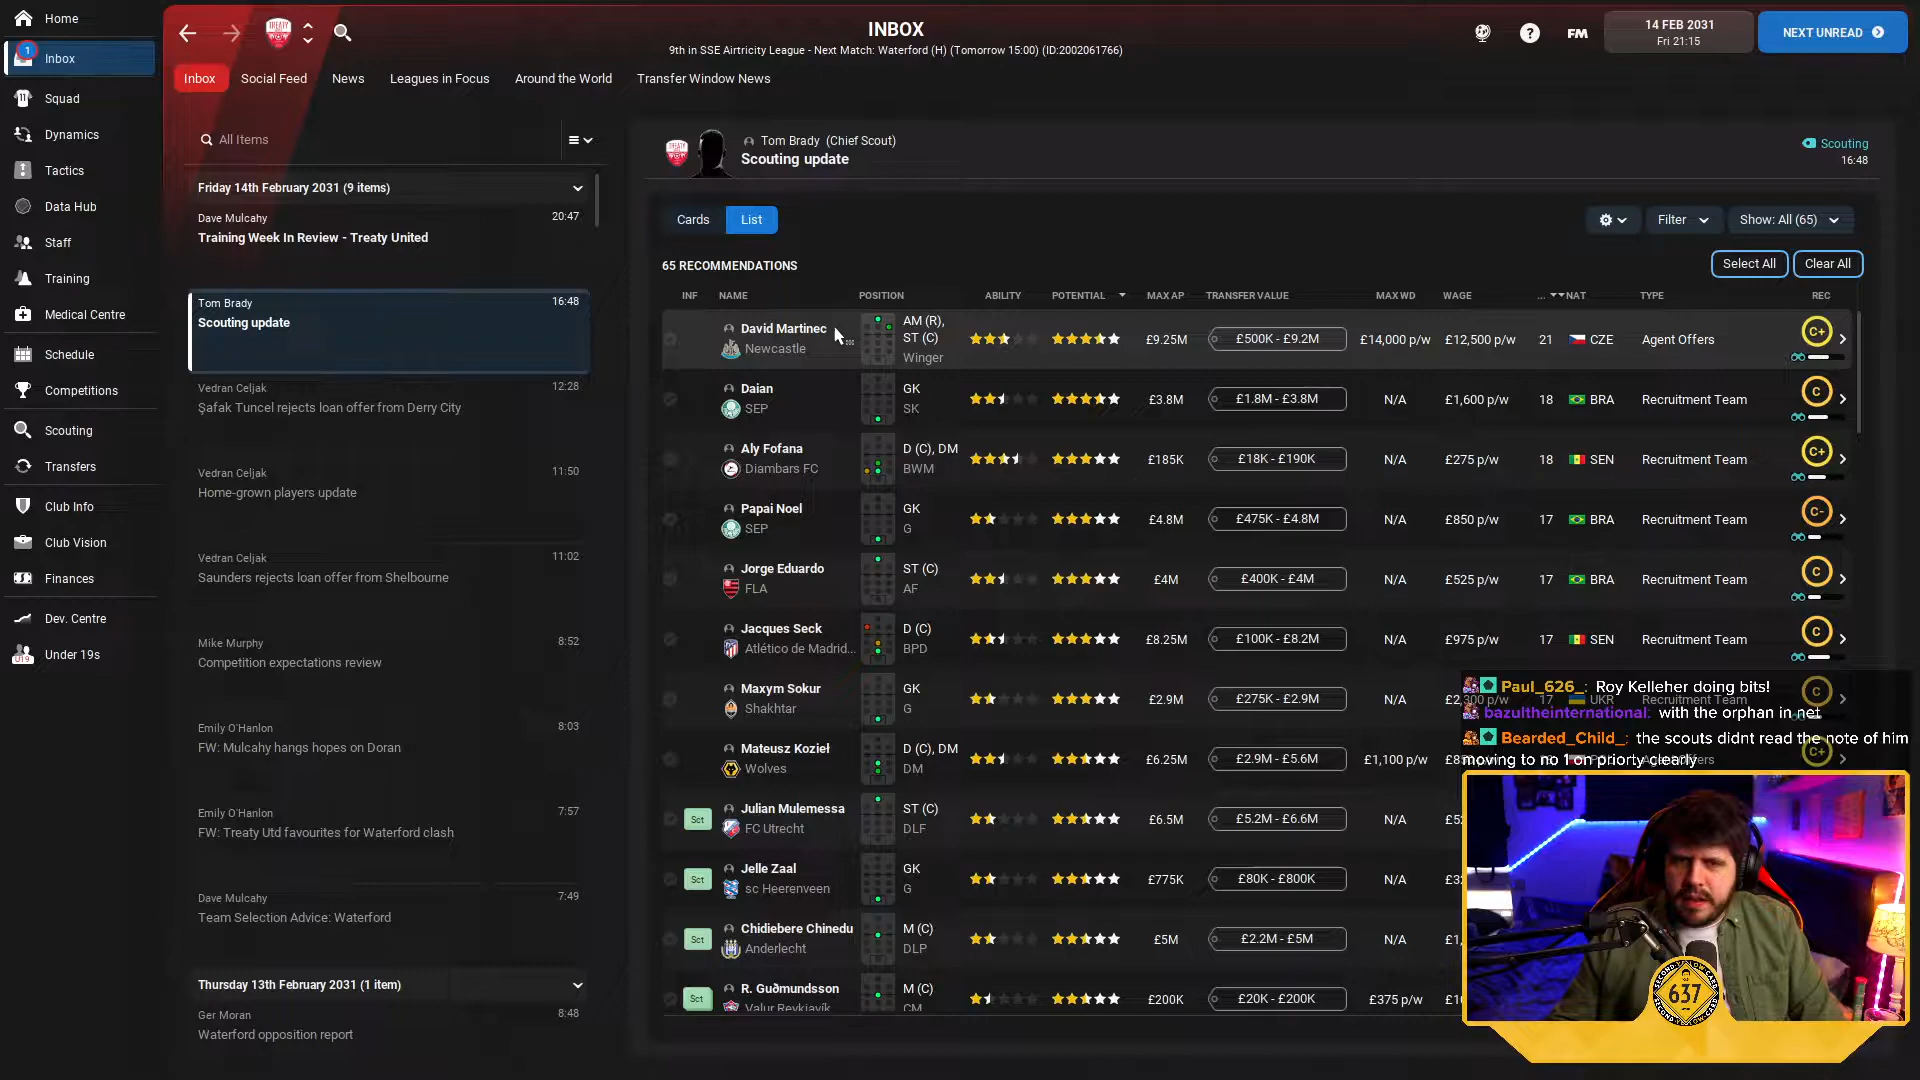 Home
1
Inbox
Squad
Dynamics
Tactics
Data Hub
Staff
Training
Medical Centre
Schedule
Competitions
Scouting
Transfers
Club Info
Club Vision
Finances
Dev. Centre
Under 19s
INBOX
9th in SSE Airtricity League - Next Match: Waterford (H) (Tomorrow 15:00) (ID:2002061766)
FM
14 FEB 2031
Fri 21:15
NEXT UNREAD
Inbox Social Feed News Leagues in Focus Around the World Transfer Window News
All Items
Friday 14th February 2031 (9 items)
Dave Mulcahy 20:47
Training Week In Review - Treaty United
Tom Brady 16:48
Scouting update
Vedran Celjak 12:28
Şafak Tuncel rejects loan offer from Derry City
Vedran Celjak 11:50
Home-grown players update
Vedran Celjak 11:02
Saunders rejects loan offer from Shelbourne
Mike Murphy 8:52
Competition expectations review
Emily O'Hanlon 8:03
FW: Mulcahy hangs hopes on Doran
Emily O'Hanlon 7:57
FW: Treaty Utd favourites for Waterford clash
Dave Mulcahy 7:49
Team Selection Advice: Waterford
Thursday 13th February 2031 (1 item)
Ger Moran 8:48
Waterford opposition report
Tom Brady (Chief Scout)
Scouting update
Scouting
16:48
Cards List Filter Show: All (65)
65 RECOMMENDATIONS Select All Clear All
INF NAME POSITION ABILITY POTENTIAL MAX AP TRANSFER VALUE MAX WD WAGE ... NAT TYPE REC
David Martinec Newcastle AM (R), ST (C) Winger £9.25M £500K - £9.2M £14,000 p/w £12,500 p/w 21 CZE Agent Offers C+
Daian SEP GK SK £3.8M £1.8M - £3.8M N/A £1,600 p/w 18 BRA Recruitment Team C
Aly Fofana Diambars FC D (C), DM BWM £185K £18K - £190K N/A £275 p/w 18 SEN Recruitment Team C+
Papai Noel SEP GK G £4.8M £475K - £4.8M N/A £850 p/w 17 BRA Recruitment Team C-
Jorge Eduardo FLA ST (C) AF £4M £400K - £4M N/A £525 p/w 17 BRA Recruitment Team C
Jacques Seck Atlético de Madrid... D (C) BPD £8.25M £100K - £8.2M N/A £975 p/w 17 SEN Recruitment Team C
Maxym Sokur Shakhtar GK G £2.9M £275K - £2.9M N/A 17 UKR C
Mateusz Kozieł Wolves D (C), DM DM £6.25M £2.9M - £5.6M £1,100 p/w C+
Sct Julian Mulemessa FC Utrecht ST (C) DLF £6.5M £5.2M - £6.6M N/A
Sct Jelle Zaal sc Heerenveen GK G £775K £80K - £800K N/A
Sct Chidiebere Chinedu Anderlecht M (C) DLP £5M £2.2M - £5M N/A
Sct R. Guðmundsson Valur Reykjavík M (C) CM £200K £20K - £200K £375 p/w
Paul_626_: Roy Kelleher doing bits!
bazultheinternational: with the orphan in net
Bearded_Child_: the scouts didnt read the note of him
moving to no 1 on priorty clearly
SECOND YELLOW CARD
637